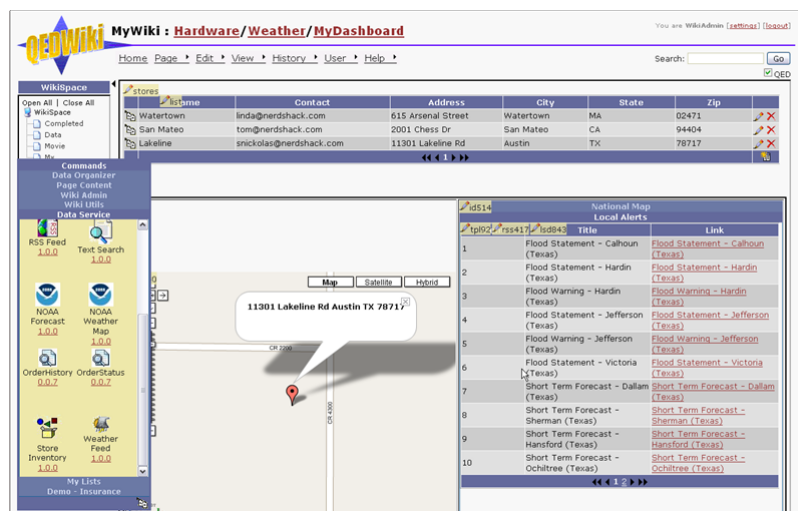 You are WikiAdmin [settings] [logout]
QEDWiki
MyWiki : Hardware/Weather/MyDashboard
Home Page Edit View History User Help
Search: Go
QED
WikiSpace
Open All | Close All
WikiSpace
Completed
Data
Movie
My
stores
list
Name Contact Address City State Zip
Watertown linda@nerdshack.com 615 Arsenal Street Watertown MA 02471
San Mateo tom@nerdshack.com 2001 Chess Dr San Mateo CA 94404
Lakeline snickolas@nerdshack.com 11301 Lakeline Rd Austin TX 78717
1
Commands
Data Organizer
Page Content
Wiki Admin
Wiki Utils
Data Service
RSS Feed
1.0.0
Text Search
1.0.0
NOAA
Forecast
1.0.0
NOAA
Weather
Map
1.0.0
OrderHistory
0.0.7
OrderStatus
0.0.7
Store
Inventory
1.0.0
Weather
Feed
1.0.0
My Lists
Demo - Insurance
Map Satellite Hybrid
11301 Lakeline Rd Austin TX 78717
CR 2200
CR 4300
id514
National Map
Local Alerts
tpl92 rss417 lsd843 Title Link
1 Flood Statement - Calhoun (Texas) Flood Statement - Calhoun (Texas)
2 Flood Statement - Hardin (Texas) Flood Statement - Hardin (Texas)
3 Flood Warning - Hardin (Texas) Flood Warning - Hardin (Texas)
4 Flood Statement - Jefferson (Texas) Flood Statement - Jefferson (Texas)
5 Flood Warning - Jefferson (Texas) Flood Warning - Jefferson (Texas)
6 Flood Statement - Victoria (Texas) Flood Statement - Victoria (Texas)
7 Short Term Forecast - Dallam (Texas) Short Term Forecast - Dallam (Texas)
8 Short Term Forecast - Sherman (Texas) Short Term Forecast - Sherman (Texas)
9 Short Term Forecast - Hansford (Texas) Short Term Forecast - Hansford (Texas)
10 Short Term Forecast - Ochiltree (Texas) Short Term Forecast - Ochiltree (Texas)
1 2